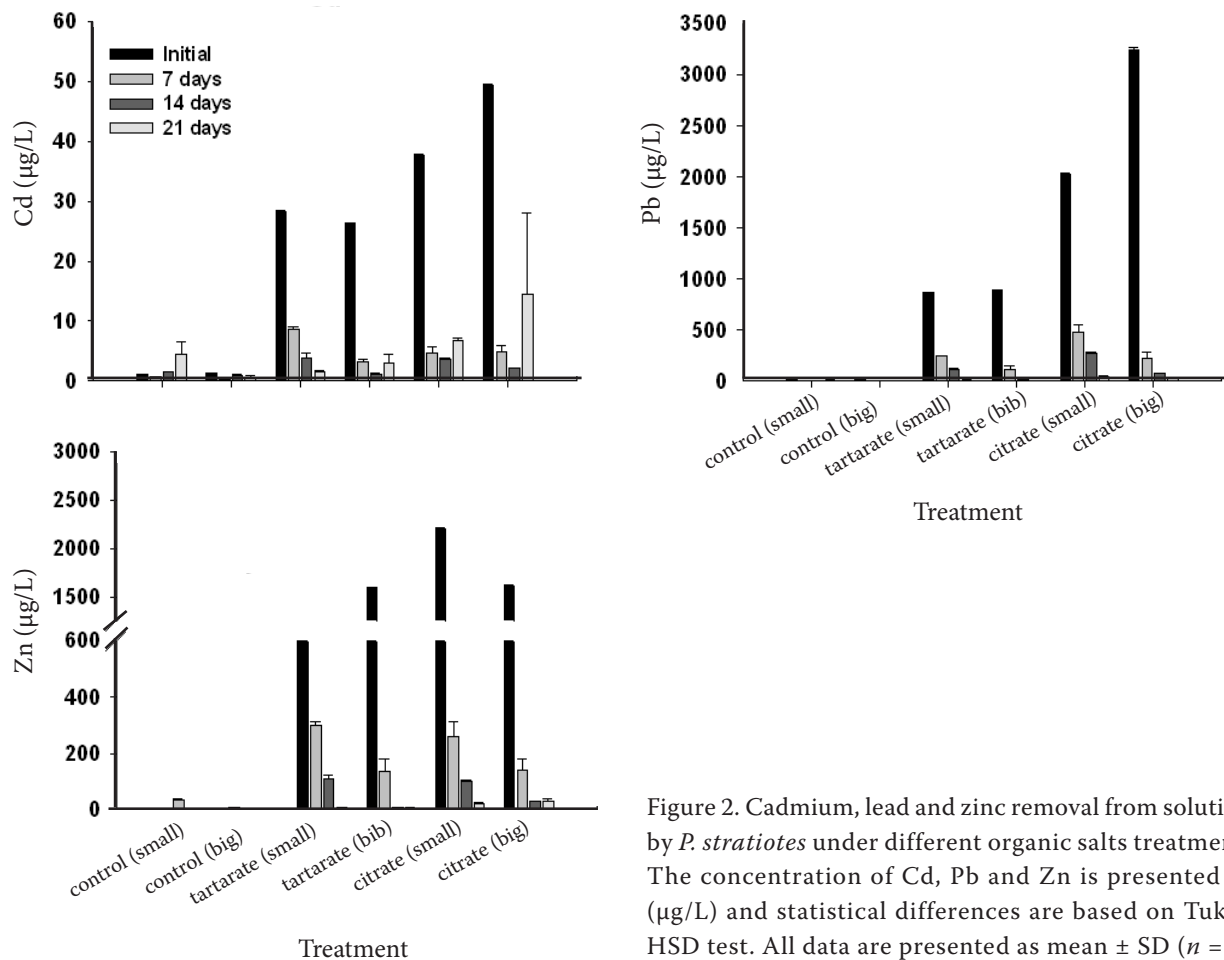 60
50
40
30
20
10
0
Cd (µg/L)
Initial
7 days
14 days
21 days
3500
3000
2500
2000
1500
1000
500
0
Pb (µg/L)
control (small)
control (big)
tartarate (small)
tartarate (bib)
citrate (small)
citrate (big)
Treatment
3000
2500
2000
1500
600
400
200
0
Zn (µg/L)
control (small)
control (big)
tartarate (small)
tartarate (bib)
citrate (small)
citrate (big)
Treatment
Figure 2. Cadmium, lead and zinc removal from soluti
by P. stratiotes under different organic salts treatmen
The concentration of Cd, Pb and Zn is presented
(µg/L) and statistical differences are based on Tuk
HSD test. All data are presented as mean ± SD (n =